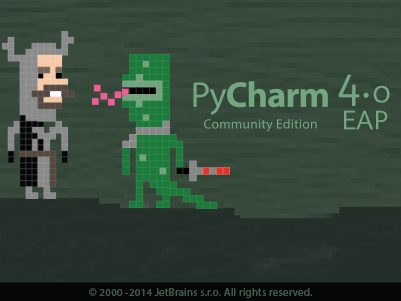 PyCharm 4.0
Community Edition EAP
© 2000-2014 JetBrains s.r.o. All rights reserved.